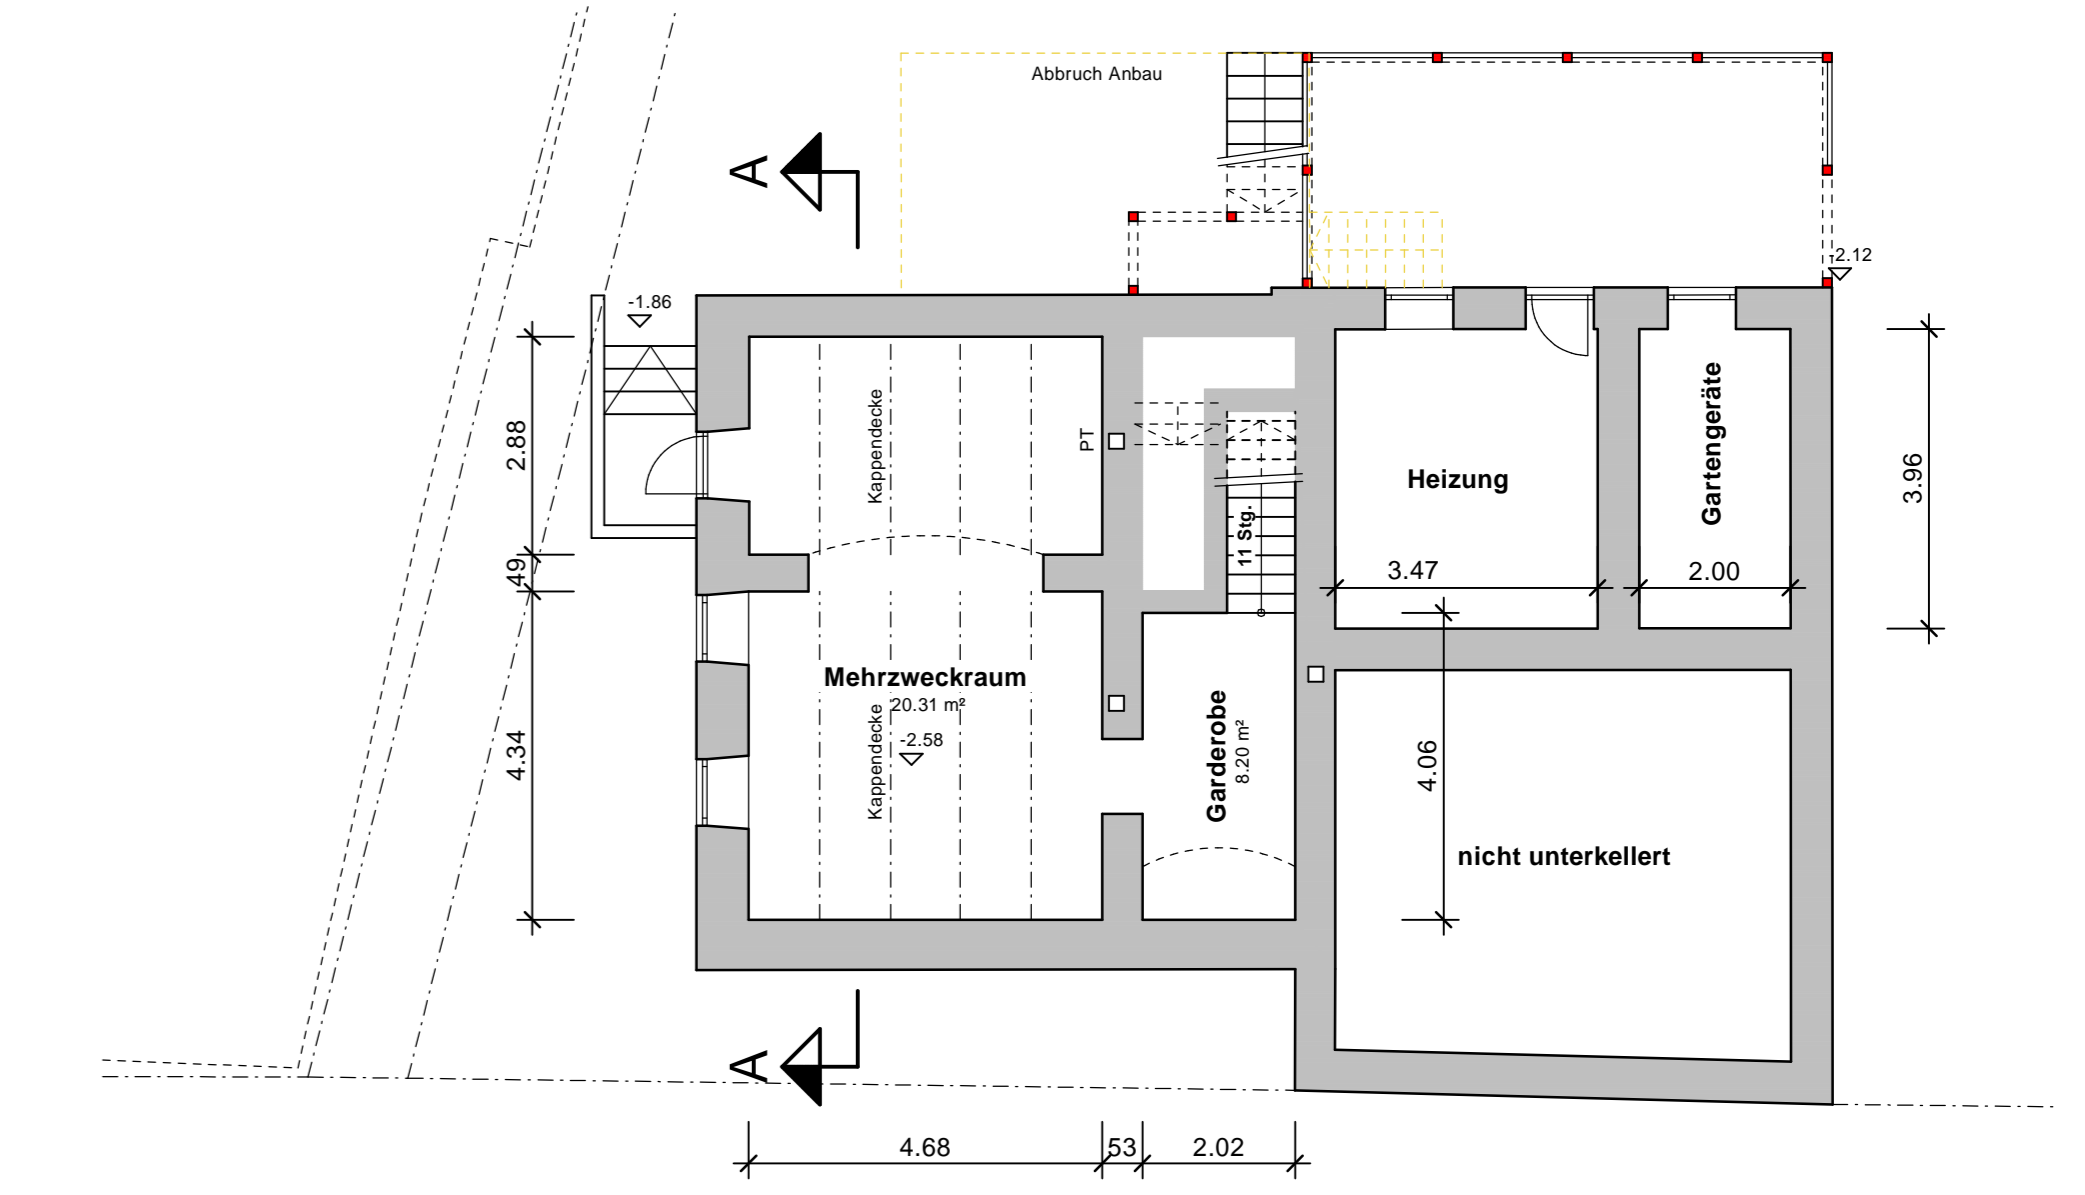 Abbruch Anbau
A
-2.12
-1.86
2.88
Kappendecke
PT
Heizung
Gartengeräte
3.96
11 Stg.
49
3.47
2.00
Mehrzweckraum
20.31 m²
-2.58
Kappendecke
4.34
Garderobe
8.20 m²
4.06
nicht unterkellert
A
4.68
53
2.02